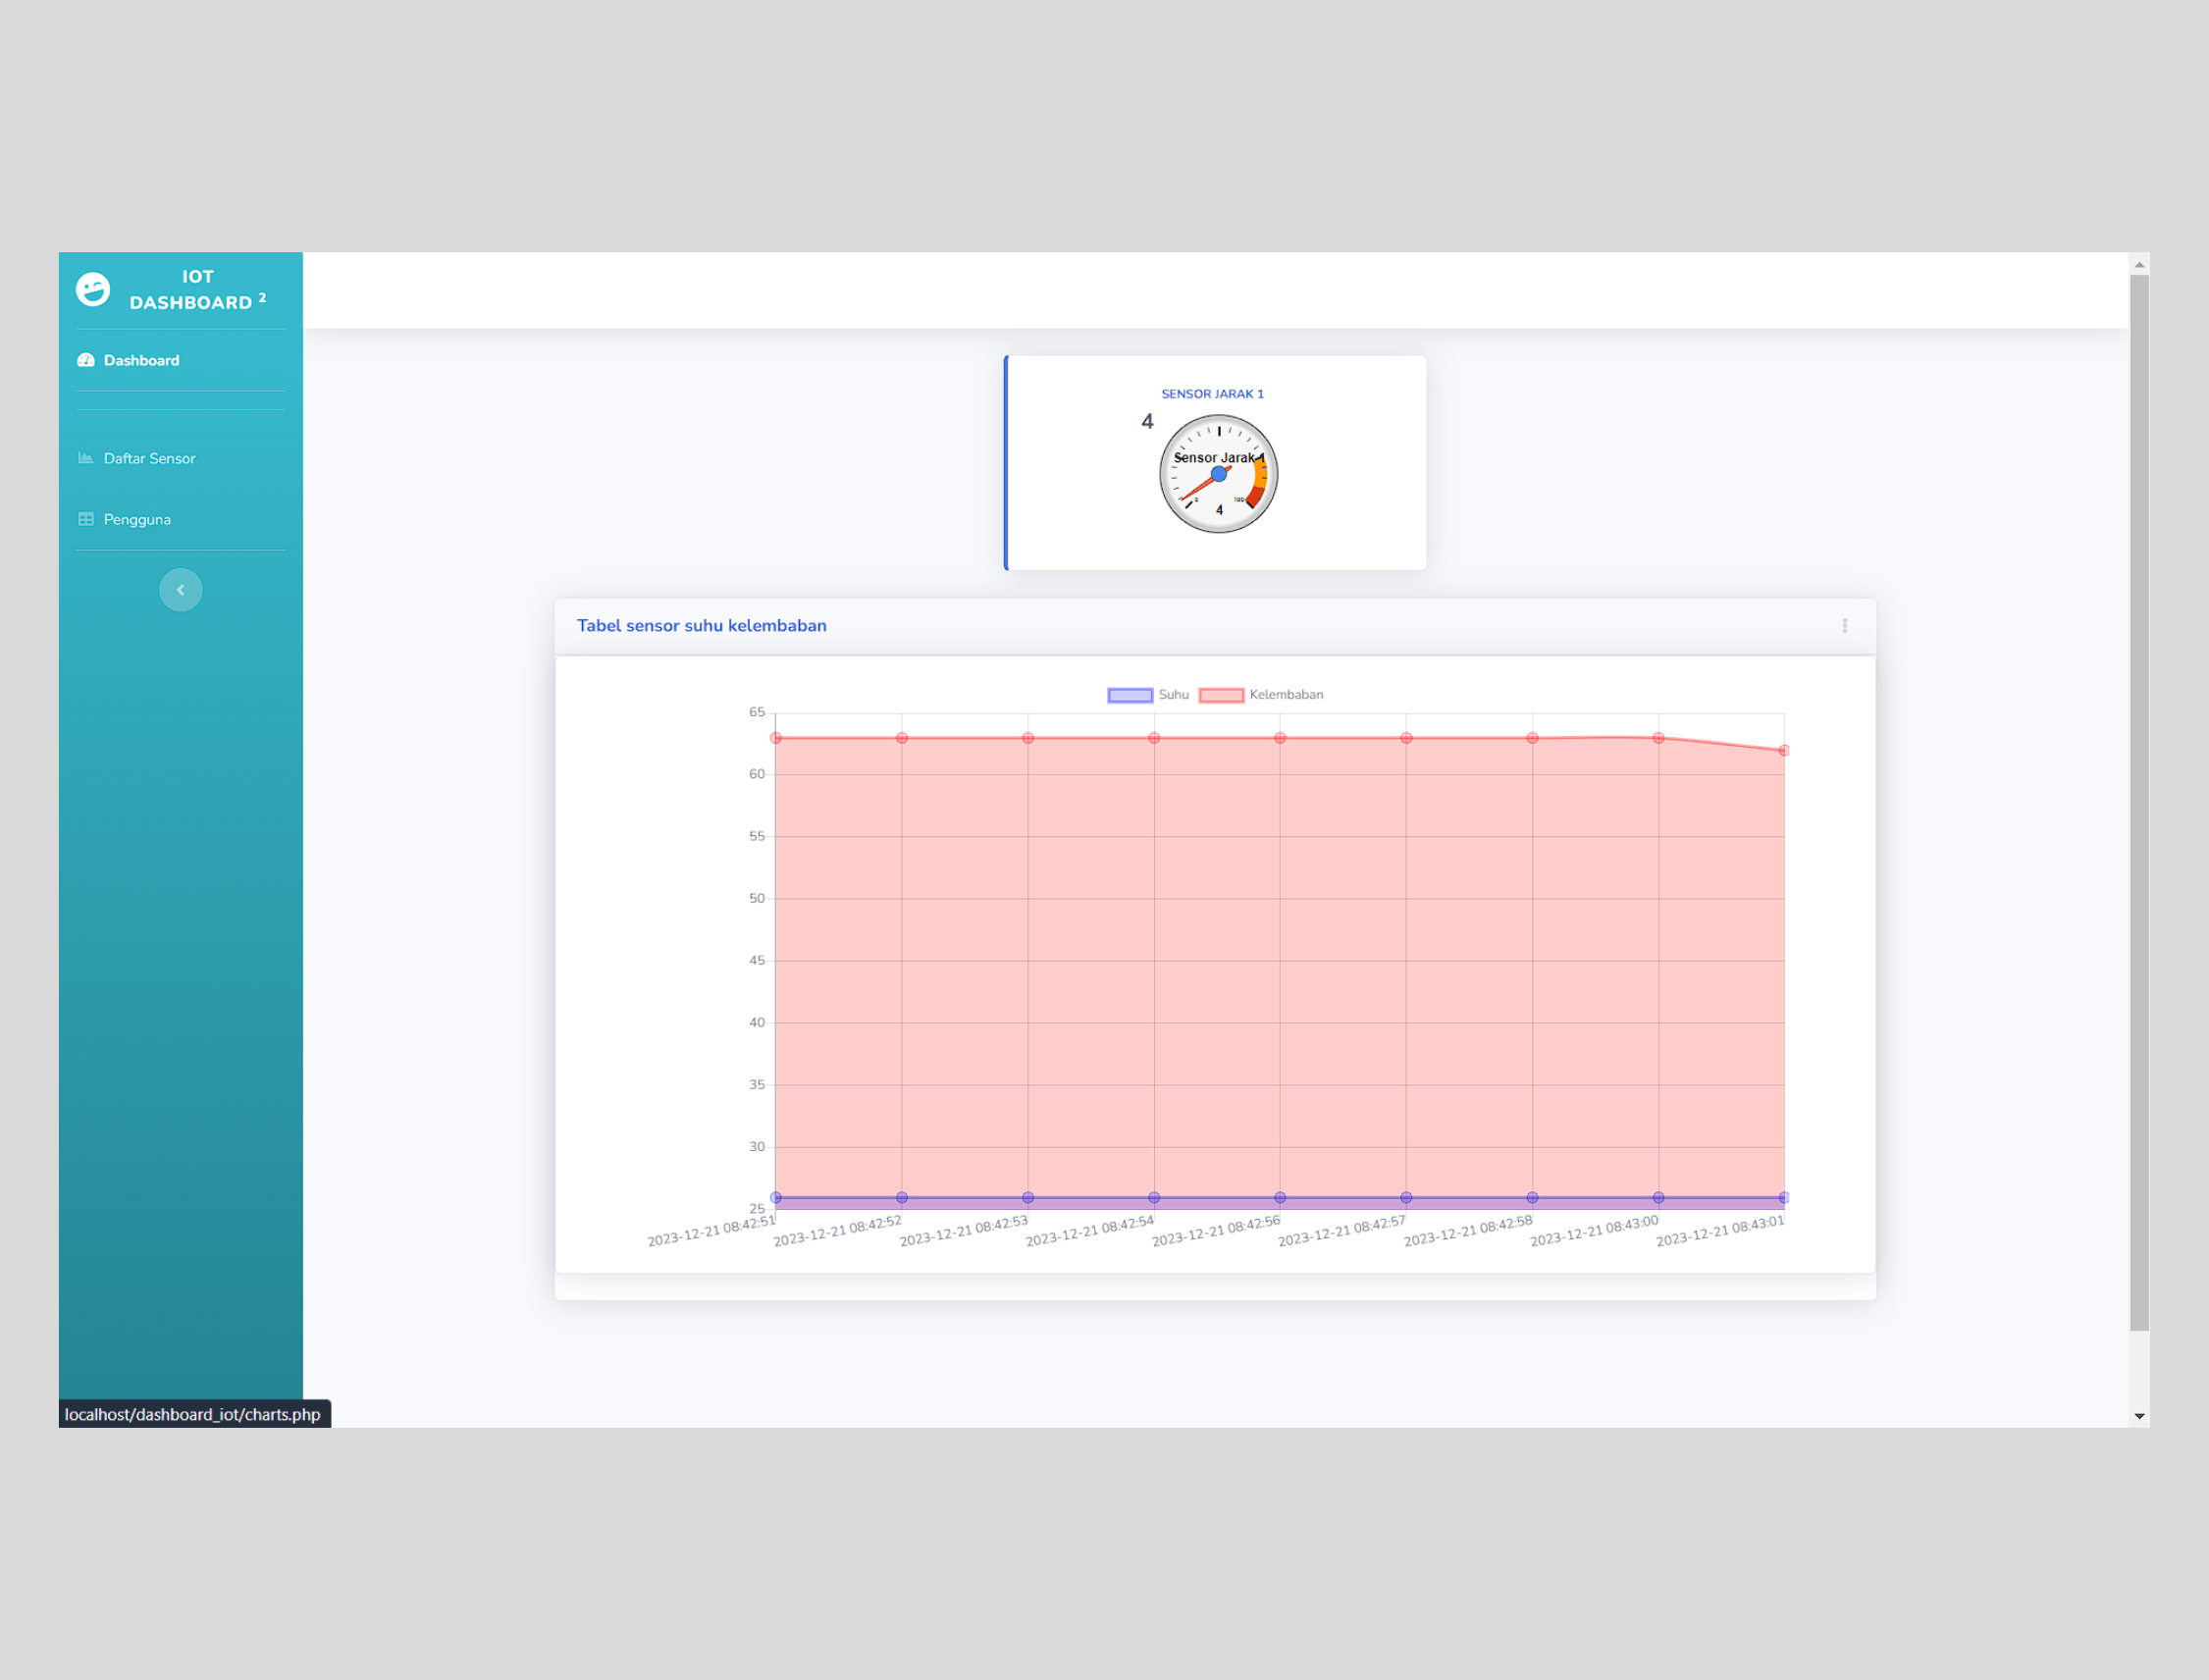 IOT
DASHBOARD 2
Dashboard
Daftar Sensor
Pengguna
SENSOR JARAK 1
4
Sensor Jarak 1
0
100
4
Tabel sensor suhu kelembaban
Suhu
Kelembaban
65
60
55
50
45
40
35
30
25
2023-12-21 08:42:51
2023-12-21 08:42:52
2023-12-21 08:42:53
2023-12-21 08:42:54
2023-12-21 08:42:56
2023-12-21 08:42:57
2023-12-21 08:42:58
2023-12-21 08:43:00
2023-12-21 08:43:01
localhost/dashboard_iot/charts.php